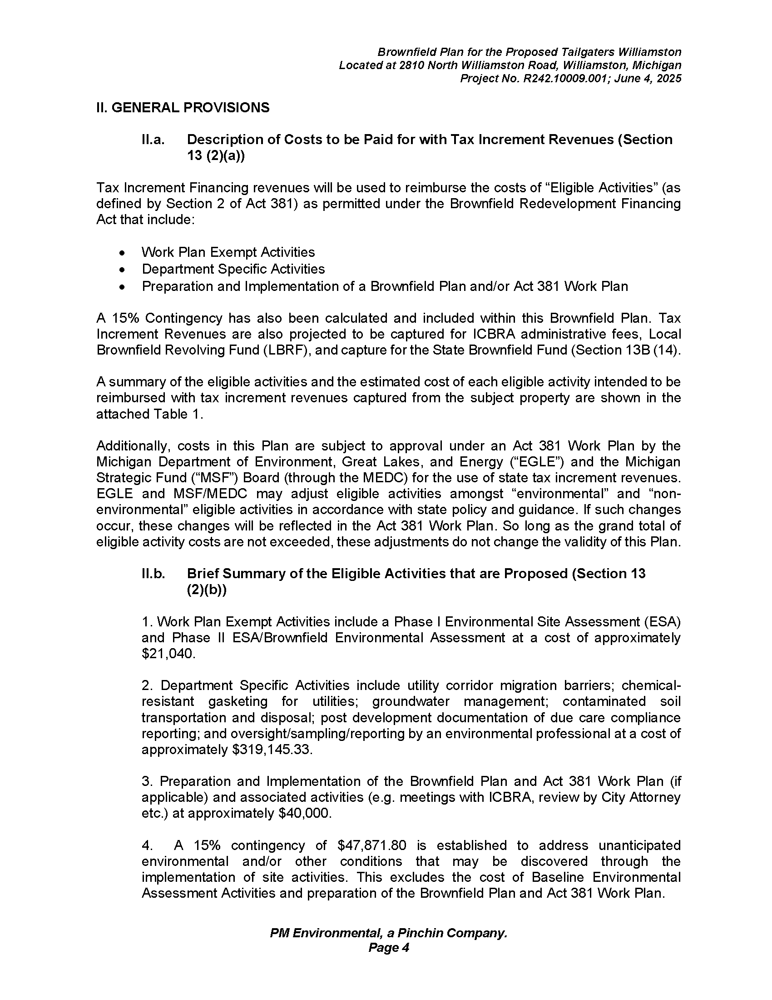 Brownfield Plan for the Proposed Tailgaters Williamston
Located at 2810 North Williamston Road, Williamston, Michigan
Project No. R242.10009.001; June 4, 2025
II. GENERAL PROVISIONS
II.a. Description of Costs to be Paid for with Tax Increment Revenues (Section
13 (2)(a))
Tax Increment Financing revenues will be used to reimburse the costs of “Eligible Activities” (as
defined by Section 2 of Act 381) as permitted under the Brownfield Redevelopment Financing
Act that include:
• Work Plan Exempt Activities
• Department Specific Activities
• Preparation and Implementation of a Brownfield Plan and/or Act 381 Work Plan
A 15% Contingency has also been calculated and included within this Brownfield Plan. Tax
Increment Revenues are also projected to be captured for ICBRA administrative fees, Local
Brownfield Revolving Fund (LBRF), and capture for the State Brownfield Fund (Section 13B (14).
A summary of the eligible activities and the estimated cost of each eligible activity intended to be
reimbursed with tax increment revenues captured from the subject property are shown in the
attached Table 1.
Additionally, costs in this Plan are subject to approval under an Act 381 Work Plan by the
Michigan Department of Environment, Great Lakes, and Energy (“EGLE”) and the Michigan
Strategic Fund (“MSF”) Board (through the MEDC) for the use of state tax increment revenues.
EGLE and MSF/MEDC may adjust eligible activities amongst “environmental” and “non-
environmental” eligible activities in accordance with state policy and guidance. If such changes
occur, these changes will be reflected in the Act 381 Work Plan. So long as the grand total of
eligible activity costs are not exceeded, these adjustments do not change the validity of this Plan.
II.b. Brief Summary of the Eligible Activities that are Proposed (Section 13
(2)(b))
1. Work Plan Exempt Activities include a Phase I Environmental Site Assessment (ESA)
and Phase II ESA/Brownfield Environmental Assessment at a cost of approximately
$21,040.
2. Department Specific Activities include utility corridor migration barriers; chemical-
resistant gasketing for utilities; groundwater management; contaminated soil
transportation and disposal; post development documentation of due care compliance
reporting; and oversight/sampling/reporting by an environmental professional at a cost of
approximately $319,145.33.
3. Preparation and Implementation of the Brownfield Plan and Act 381 Work Plan (if
applicable) and associated activities (e.g. meetings with ICBRA, review by City Attorney
etc.) at approximately $40,000.
4. A 15% contingency of $47,871.80 is established to address unanticipated
environmental and/or other conditions that may be discovered through the
implementation of site activities. This excludes the cost of Baseline Environmental
Assessment Activities and preparation of the Brownfield Plan and Act 381 Work Plan.
PM Environmental, a Pinchin Company.
Page 4